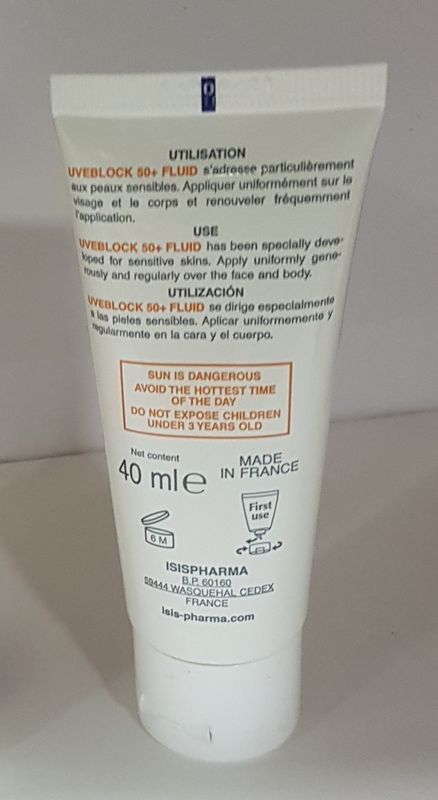 UTILISATION
UVEBLOCK 50+ FLUID s'adresse particulièrement
aux peaux sensibles. Appliquer uniformément sur le
visage et le corps et renouveler fréquemment
l'application.
USE
UVEBLOCK 50+ FLUID has been specially deve-
loped for sensitive skins. Apply uniformly gene-
rously and regularly over the face and body.
UTILIZACIÓN
UVEBLOCK 50+ FLUID se dirige especialmente
a las pieles sensibles. Aplicar uniformemente y
regularmente en la cara y el cuerpo.
SUN IS DANGEROUS
AVOID THE HOTTEST TIME
OF THE DAY
DO NOT EXPOSE CHILDREN
UNDER 3 YEARS OLD
Net content
40 ml e
MADE
IN FRANCE
First
use
6 M
ISISPHARMA
B.P. 60160
59444 WASQUEHAL CEDEX
FRANCE
isis-pharma.com